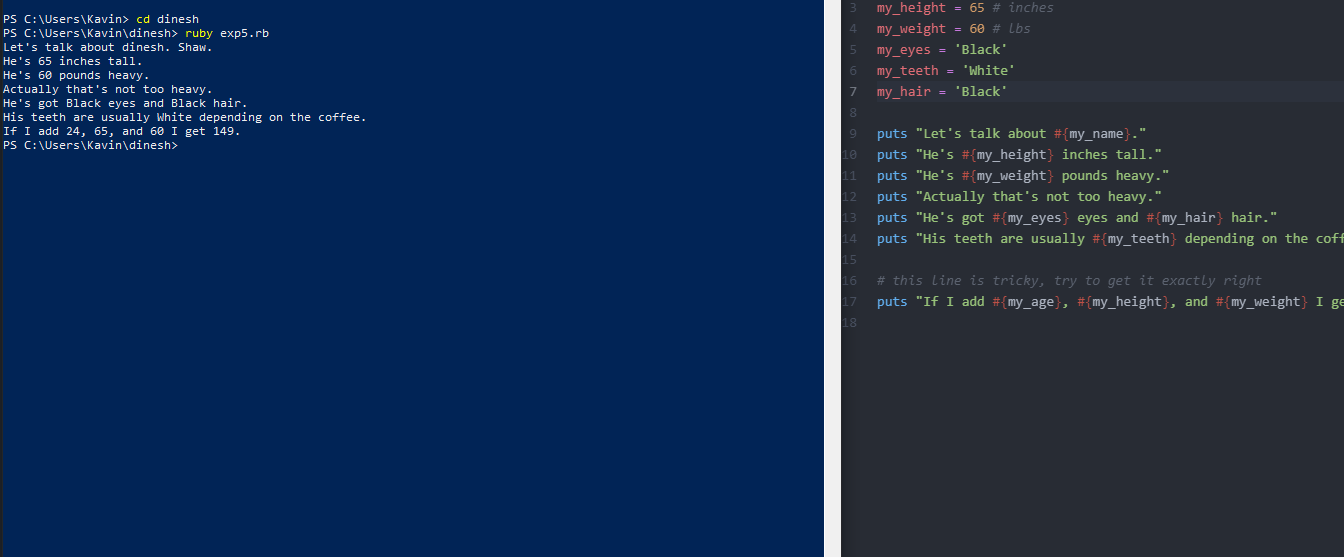 PS C:\Users\Kavin> cd dinesh
PS C:\Users\Kavin\dinesh> ruby exp5.rb
Let's talk about dinesh. Shaw.
He's 65 inches tall.
He's 60 pounds heavy.
Actually that's not too heavy.
He's got Black eyes and Black hair.
His teeth are usually White depending on the coffee.
If I add 24, 65, and 60 I get 149.
PS C:\Users\Kavin\dinesh>
3 my_height = 65 # inches
4 my_weight = 60 # lbs
5 my_eyes = 'Black'
6 my_teeth = 'White'
7 my_hair = 'Black'
8
9 puts "Let's talk about #{my_name}."
10 puts "He's #{my_height} inches tall."
11 puts "He's #{my_weight} pounds heavy."
12 puts "Actually that's not too heavy."
13 puts "He's got #{my_eyes} eyes and #{my_hair} hair."
14 puts "His teeth are usually #{my_teeth} depending on the coff
15
16 # this line is tricky, try to get it exactly right
17 puts "If I add #{my_age}, #{my_height}, and #{my_weight} I ge
18